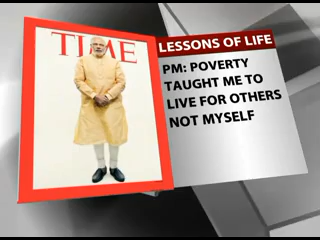 TIME
LESSONS OF LIFE
PM: POVERTY
TAUGHT ME TO
LIVE FOR OTHERS
NOT MYSELF